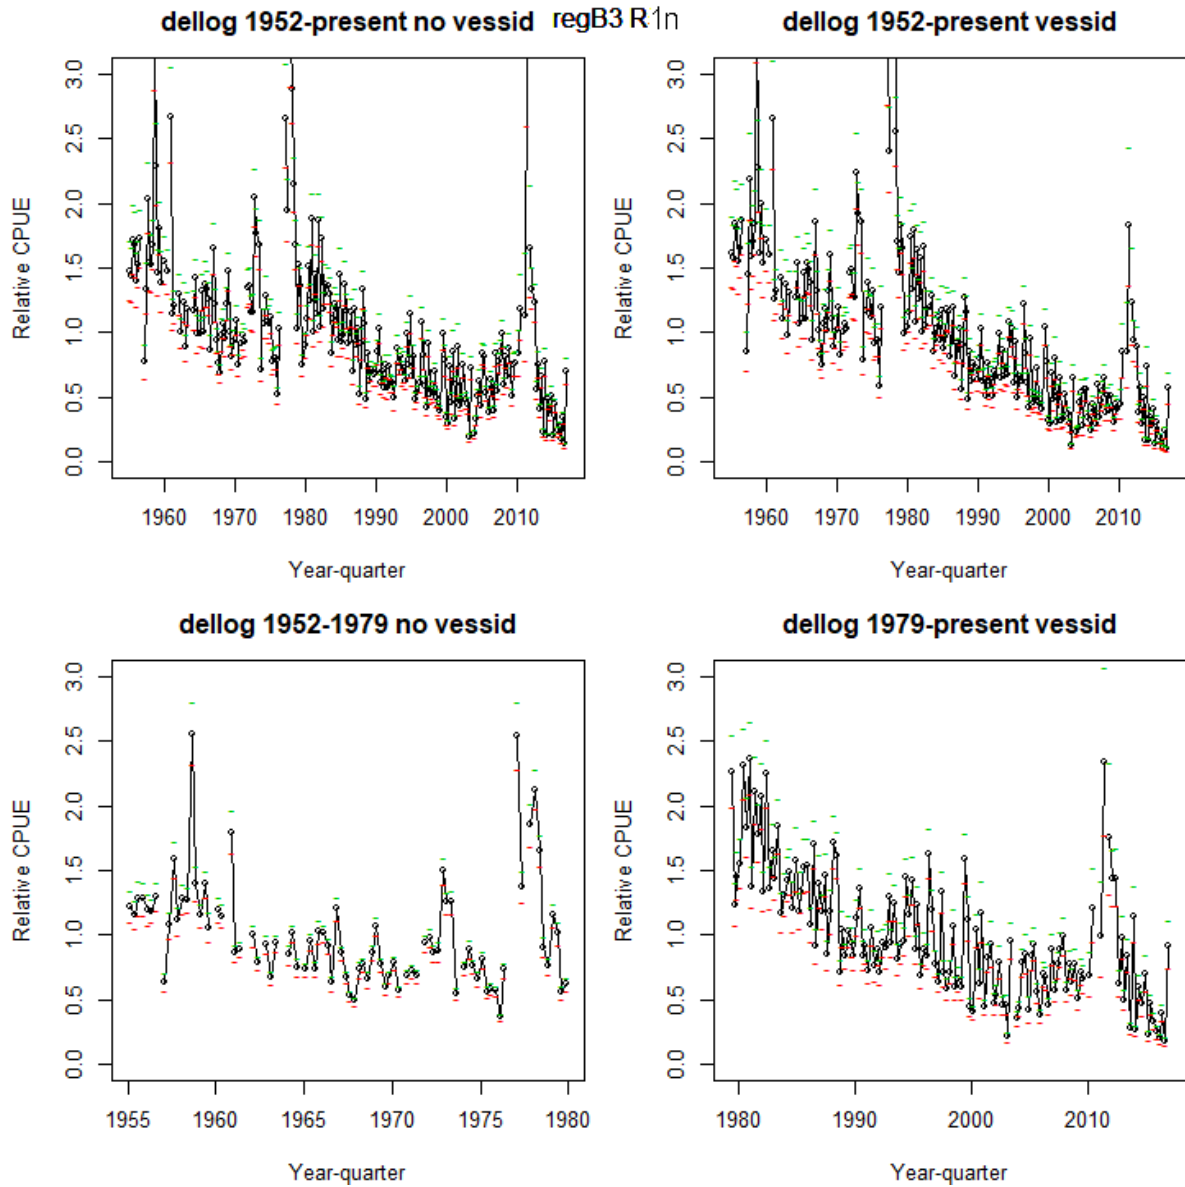 dellog 1952-present no vessid regB3 R1n dellog 1952-present vessid
3.0
2.5
2.0
1.5
1.0
0.5
0.0
Relative CPUE
1960 1970 1980 1990 2000 2010
Year-quarter
3.0
2.5
2.0
1.5
1.0
0.5
0.0
Relative CPUE
1960 1970 1980 1990 2000 2010
Year-quarter
dellog 1952-1979 no vessid
3.0
2.5
2.0
1.5
1.0
0.5
0.0
Relative CPUE
1955 1960 1965 1970 1975 1980
Year-quarter
dellog 1979-present vessid
3.0
2.5
2.0
1.5
1.0
0.5
0.0
Relative CPUE
1980 1990 2000 2010
Year-quarter